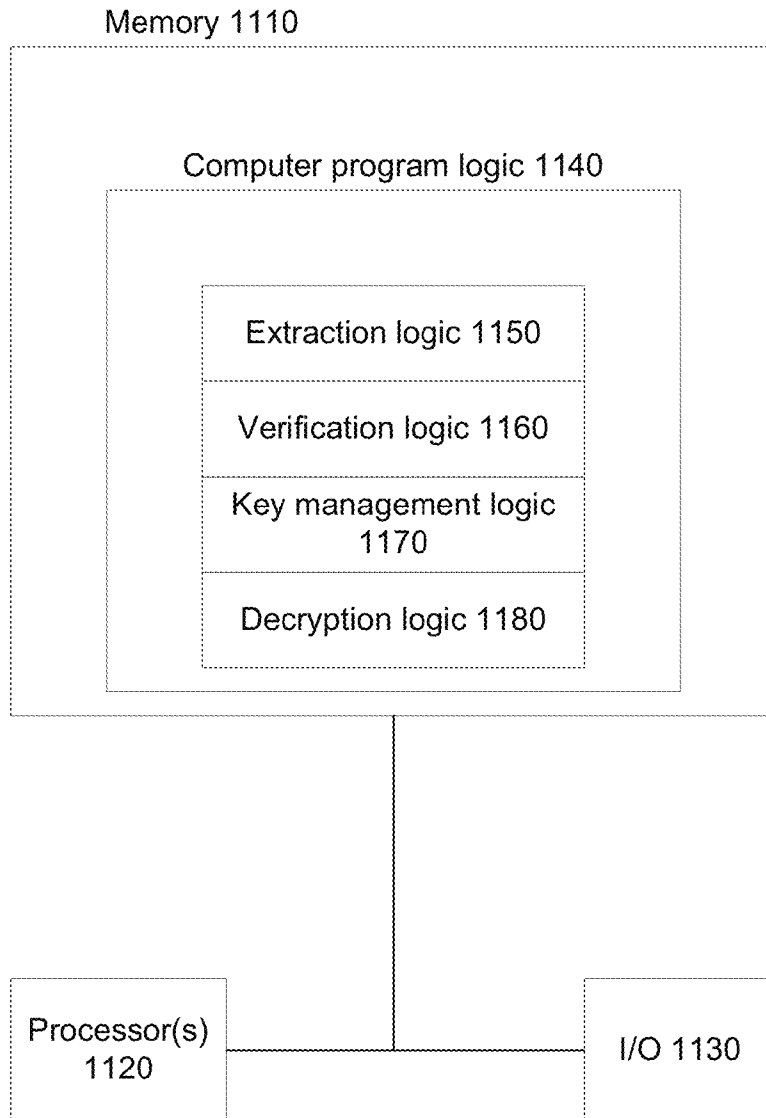 Memory 1110
Computer program logic 1140
Extraction logic 1150
Verification logic 1160
Key management logic
1170
Decryption logic 1180
Processor(s)
1120
I/O 1130